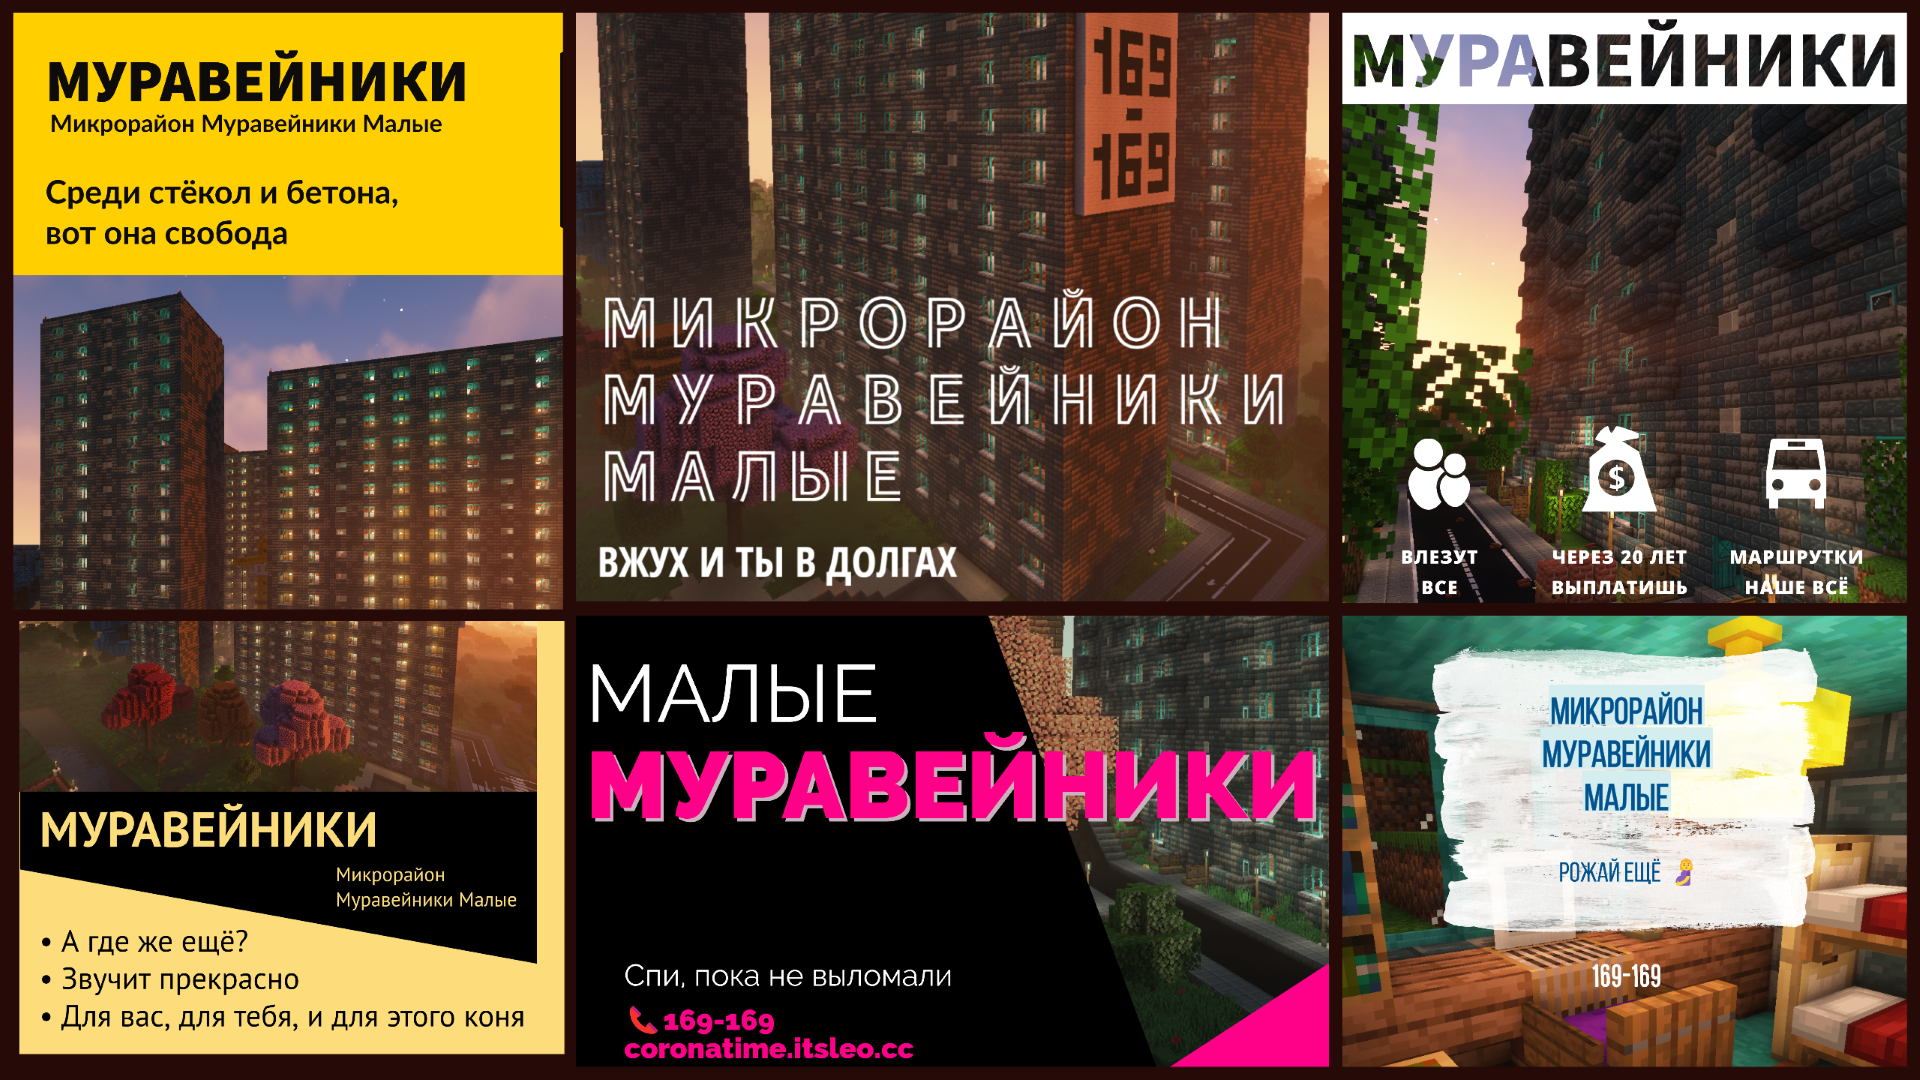 МУРАВЕЙНИКИ
Микрорайон Муравейники Малые
Среди стёкол и бетона,
вот она свобода
169
-
169
МИКРОРАЙОН
МУРАВЕЙНИКИ
МАЛЫЕ
ВЖУХ И ТЫ В ДОЛГАХ
МУРАВЕЙНИКИ
$
ВЛЕЗУТ
ВСЕ
ЧЕРЕЗ 20 ЛЕТ
ВЫПЛАТИШЬ
МАРШРУТКИ
НАШЕ ВСЁ
МУРАВЕЙНИКИ
Микрорайон
Муравейники Малые
• А где же ещё?
• Звучит прекрасно
• Для вас, для тебя, и для этого коня
МАЛЫЕ
МУРАВЕЙНИКИ
Спи, пока не выломали
📞 169-169
coronatime.itsleo.cc
МИКРОРАЙОН
МУРАВЕЙНИКИ
МАЛЫЕ
РОЖАЙ ЕЩЁ 🤰
169-169